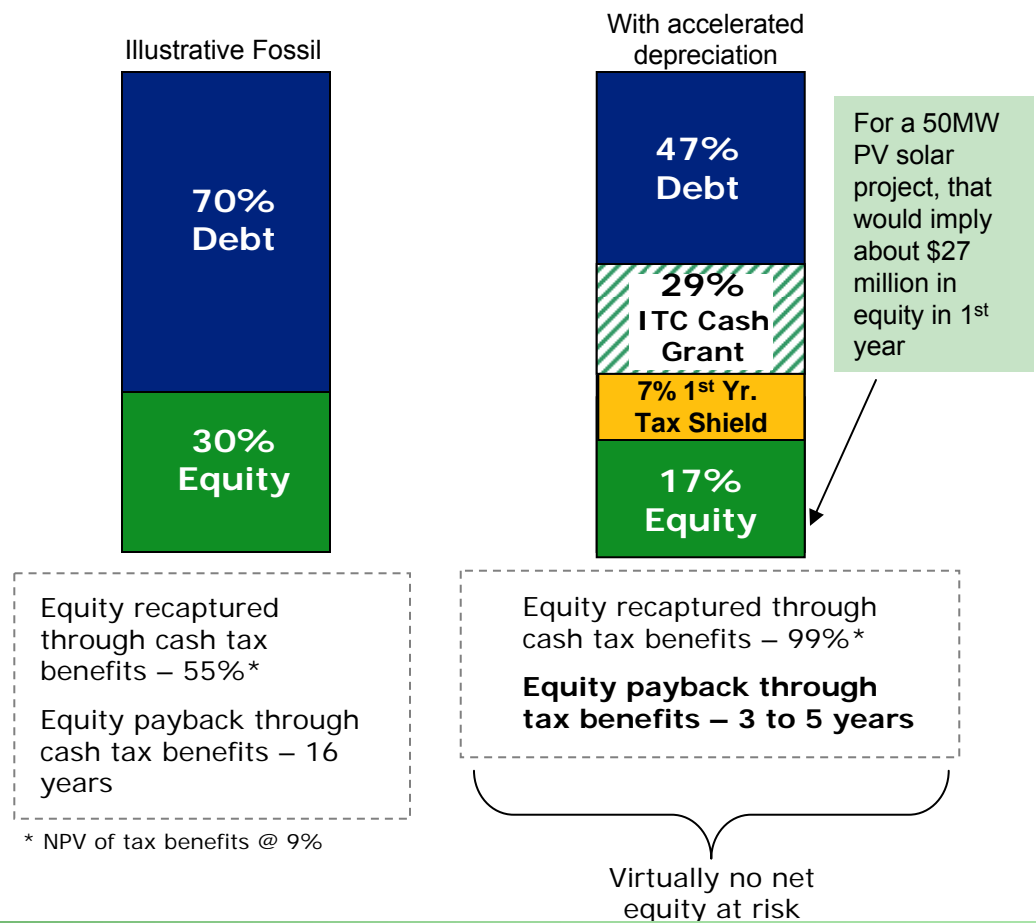 Illustrative Fossil
70%
Debt
30%
Equity
Equity recaptured
through cash tax
benefits – 55%*
Equity payback through
cash tax benefits – 16
years
* NPV of tax benefits @ 9%
With accelerated
depreciation
47%
Debt
29%
ITC Cash
Grant
7% 1st Yr.
Tax Shield
17%
Equity
For a 50MW
PV solar
project, that
would imply
about $27
million in
equity in 1st
year
Equity recaptured through
cash tax benefits – 99%*
Equity payback through
tax benefits – 3 to 5 years
Virtually no net
equity at risk